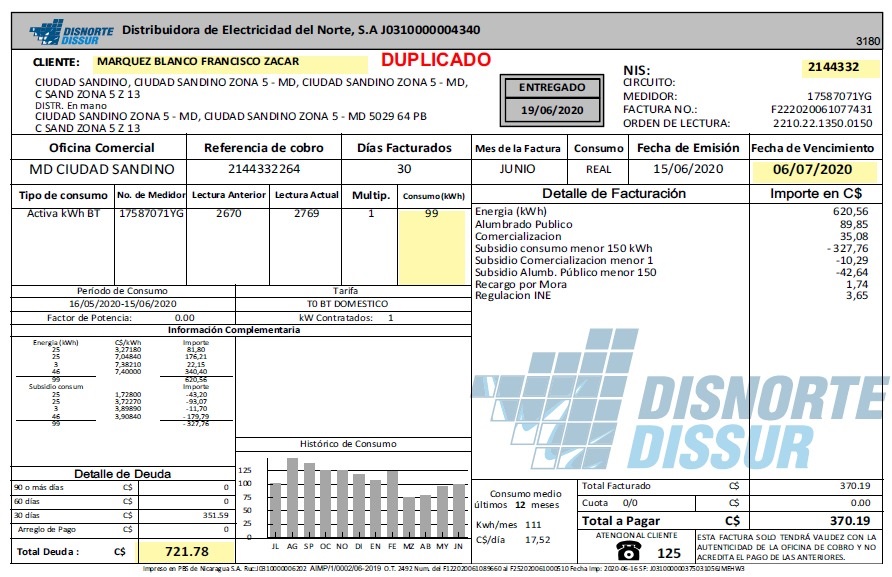 DISNORTE
DISSUR
Distribuidora de Electricidad del Norte, S.A J0310000004340
3180
CLIENTE: MARQUEZ BLANCO FRANCISCO ZACAR
DUPLICADO
CIUDAD SANDINO, CIUDAD SANDINO ZONA 5 - MD, CIUDAD SANDINO ZONA 5 - MD,
C SAND ZONA 5 Z 13
DISTR. En mano
CIUDAD SANDINO ZONA 5 - MD, CIUDAD SANDINO ZONA 5 - MD 5029 64 PB
C SAND ZONA 5 Z 13
ENTREGADO
19/06/2020
NIS: 2144332
CIRCUITO:
MEDIDOR: 17587071YG
FACTURA NO.: F222020061077431
ORDEN DE LECTURA: 2210.22.1350.0150
Oficina Comercial Referencia de cobro Días Facturados Mes de la Factura Consumo Fecha de Emisión Fecha de Vencimiento
MD CIUDAD SANDINO 2144332264 30 JUNIO REAL 15/06/2020 06/07/2020
Tipo de consumo No. de Medidor Lectura Anterior Lectura Actual Multip. Consumo (kWh)
Activa kWh BT 17587071YG 2670 2769 1 99
Detalle de Facturación Importe en C$
Energía (kWh) 620,56
Alumbrado Publico 89,85
Comercializacion 35,08
Subsidio consumo menor 150 kWh - 327,76
Subsidio Comercializacion menor 1 -10,29
Subsidio Alumb. Público menor 150 -42,64
Recargo por Mora 1,74
Regulacion INE 3,65
Período de Consumo Tarifa
16/05/2020-15/06/2020 T0 BT DOMESTICO
Factor de Potencia: 0.00 kW Contratados: 1
Información Complementaria
Energía (kWh) C$/kWh Importe
25 3,27180 81,80
25 7,04840 176,21
3 7,38210 22,15
46 7,40000 340,40
99 620,56
Subsidio consum Importe
25 1,72800 -43,20
25 3,72270 -93,07
3 3,89890 -11,70
46 3,90840 - 179,79
99 - 327,76
DISNORTE
DISSUR
Histórico de Consumo
125
100
75
50
25
0
JL AG SP OC NO DI EN FE MZ AB MY JN
Detalle de Deuda
90 o más días C$ 0
60 días C$ 0
30 días C$ 351.59
Arreglo de Pago C$ 0
Total Deuda : C$ 721.78
Consumo medio
últimos 12 meses
Kwh/mes 111
C$/día 17,52
Total Facturado C$ 370.19
Cuota 0/0 C$ 0.00
Total a Pagar C$ 370.19
ATENCION AL CLIENTE
125
ESTA FACTURA SOLO TENDRÁ VALIDEZ CON LA
AUTENTICIDAD DE LA OFICINA DE COBRO Y NO
ACREDITA EL PAGO DE LAS ANTERIORES.
Impreso en PBS de Nicaragua S.A. Ruc:J0310000006202 AIMP/1/0002/06-2019 O.T. 2492 Num. del F122020061089660 al F252020061000510 Fecha Imp: 2020-06-16 SF: J0310000003750310